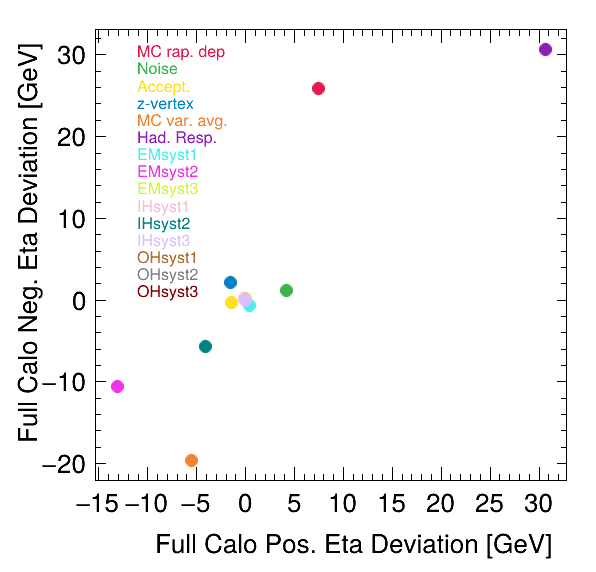 Full Calo Neg. Eta Deviation [GeV]
30
20
10
0
−10
−20
MC rap. dep
Noise
Accept.
z-vertex
MC var. avg.
Had. Resp.
EMsyst1
EMsyst2
EMsyst3
IHsyst1
IHsyst2
IHsyst3
OHsyst1
OHsyst2
OHsyst3
−15 −10 −5 0 5 10 15 20 25 30
Full Calo Pos. Eta Deviation [GeV]